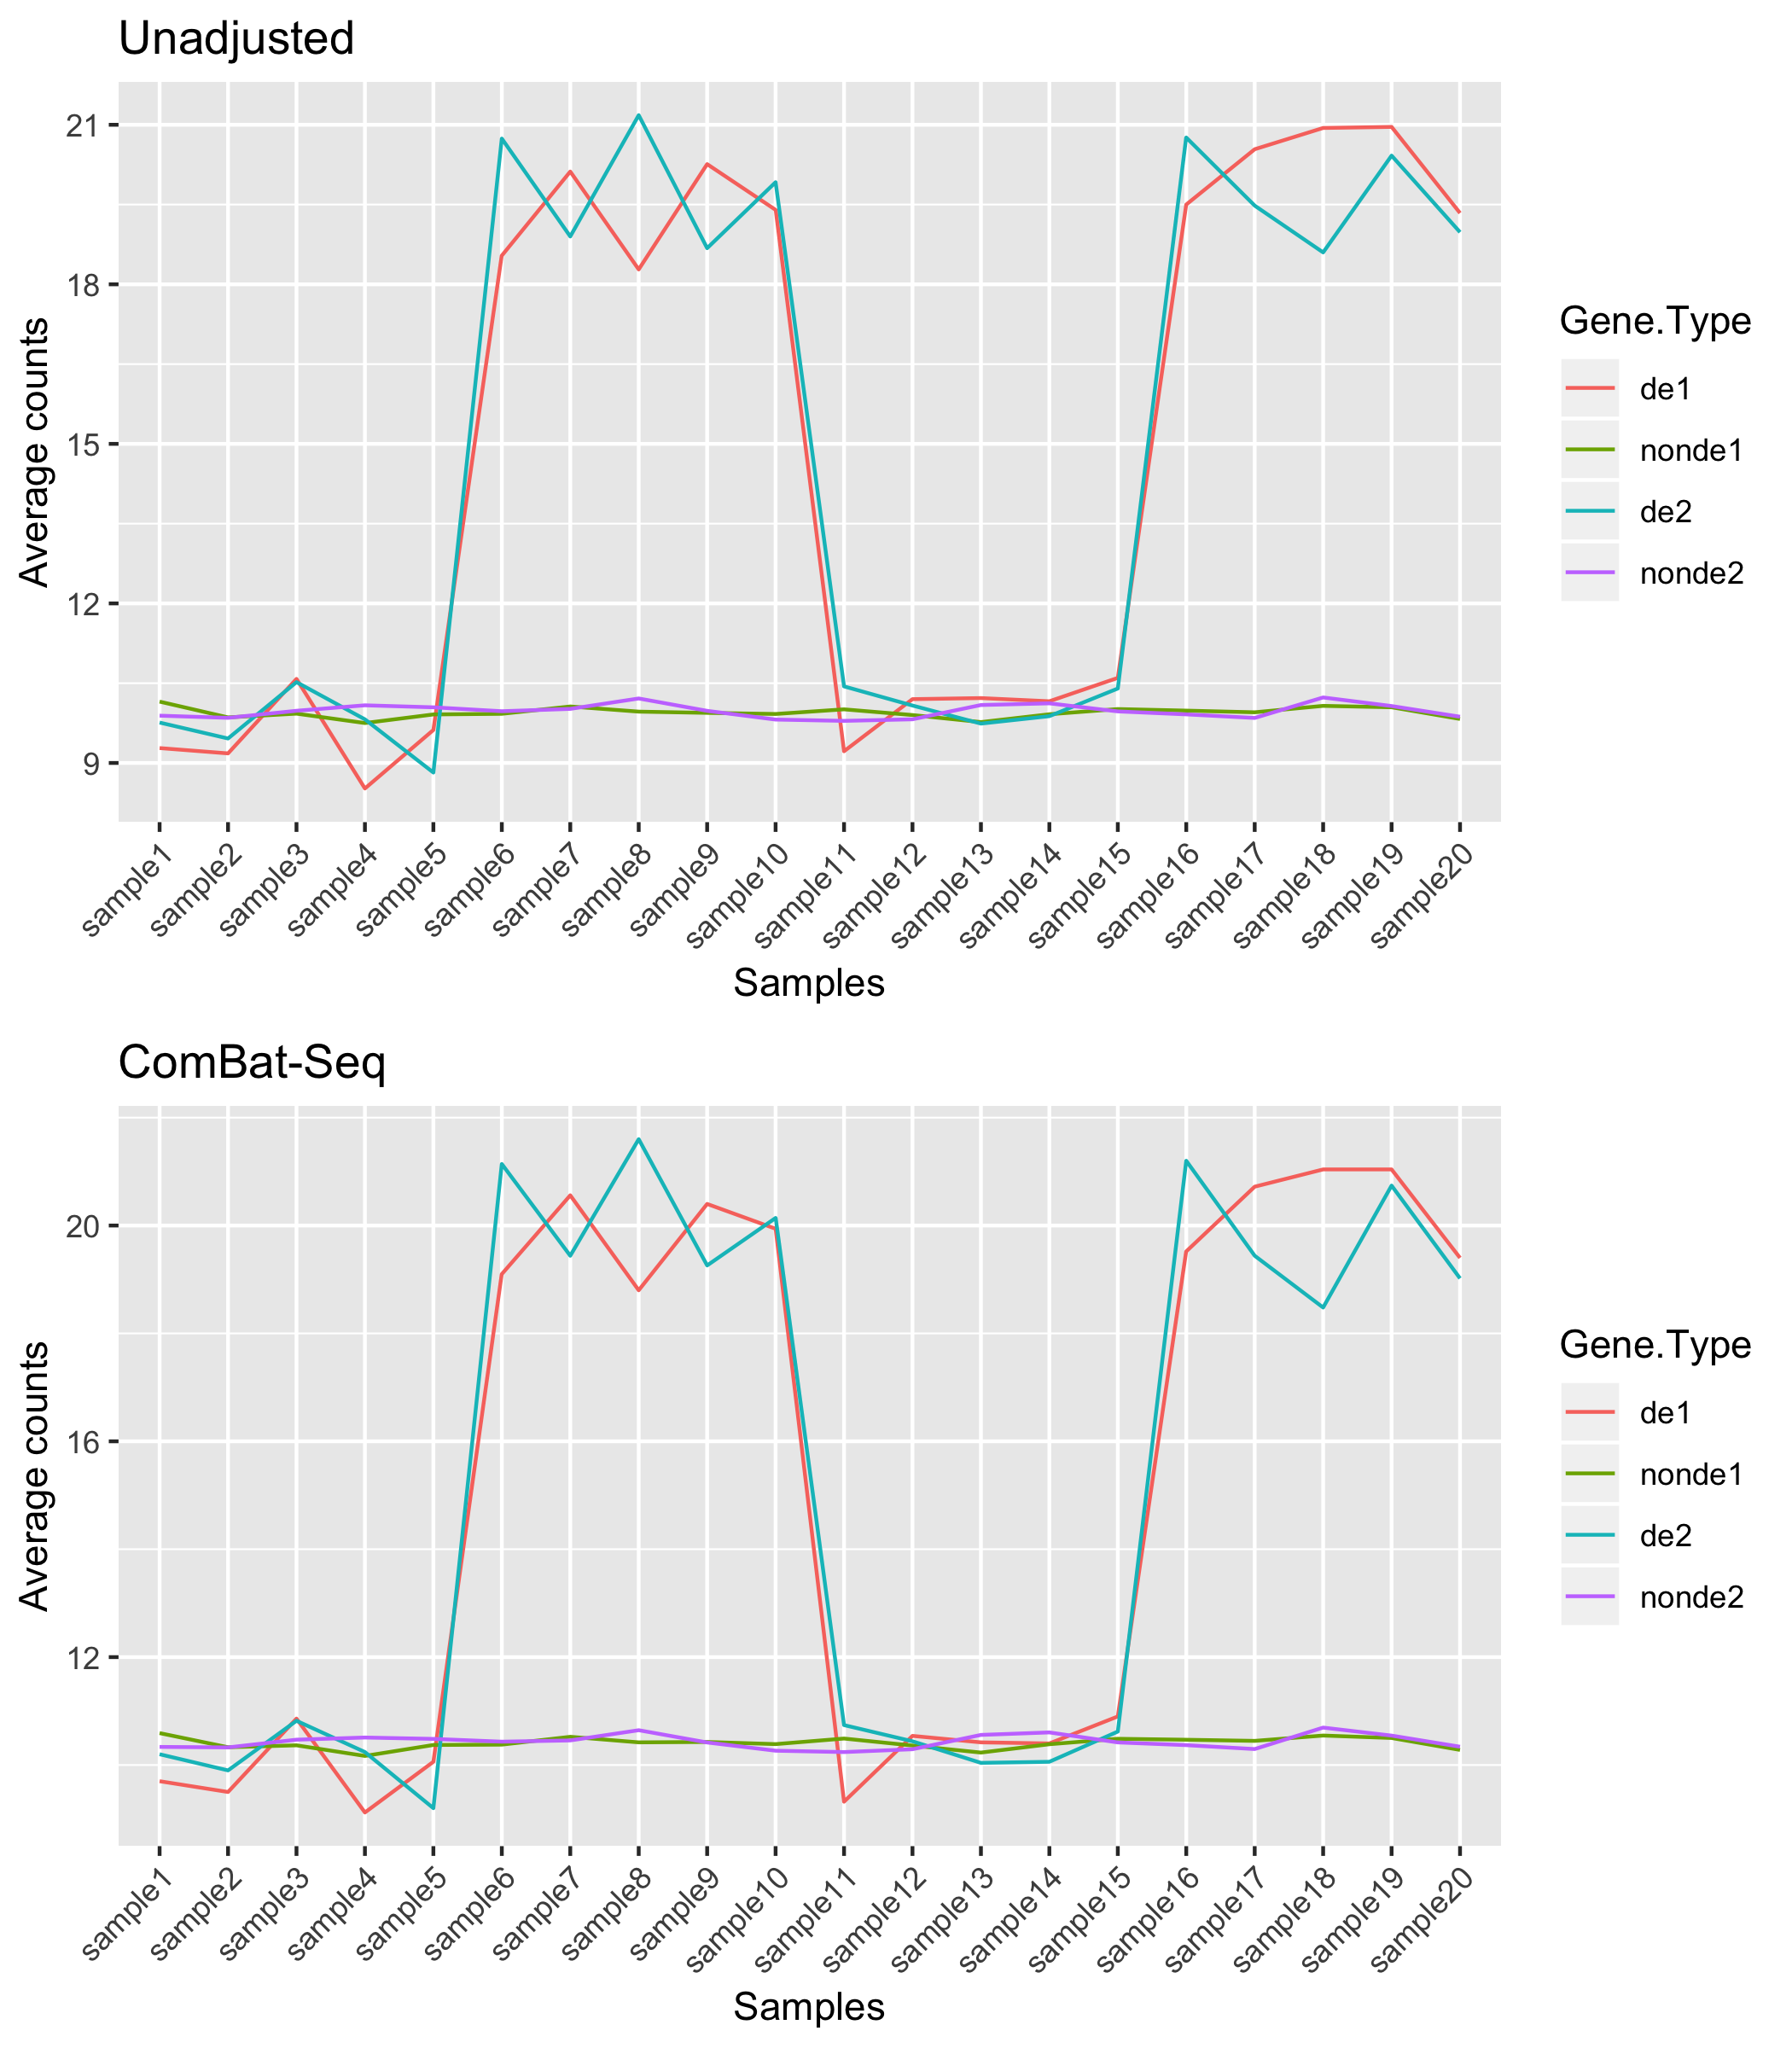 Unadjusted
21
18
15
12
9
Average counts
sample1
sample2
sample3
sample4
sample5
sample6
sample7
sample8
sample9
sample10
sample11
sample12
sample13
sample14
sample15
sample16
sample17
sample18
sample19
sample20
Samples
Gene.Type
de1
nonde1
de2
nonde2
ComBat-Seq
20
16
12
Average counts
sample1
sample2
sample3
sample4
sample5
sample6
sample7
sample8
sample9
sample10
sample11
sample12
sample13
sample14
sample15
sample16
sample17
sample18
sample19
sample20
Samples
Gene.Type
de1
nonde1
de2
nonde2